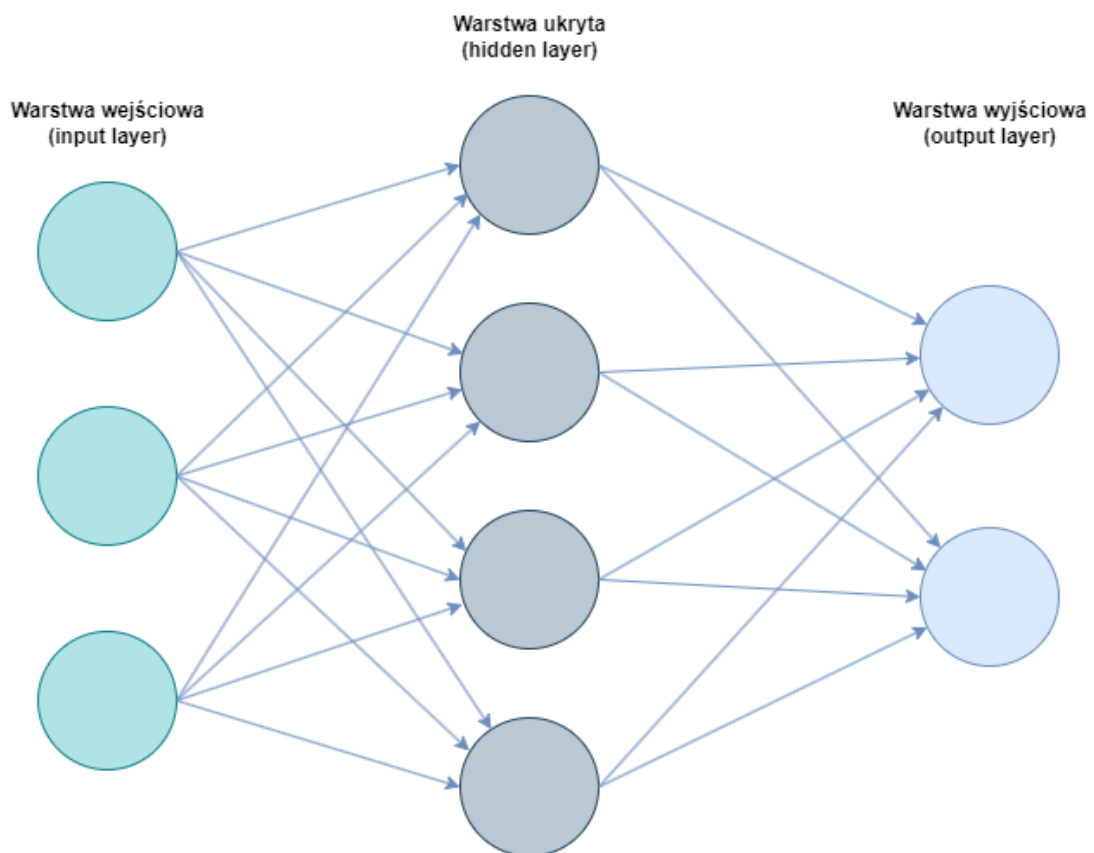 Warstwa ukryta
(hidden layer)
Warstwa wejściowa
(input layer)
Warstwa wyjściowa
(output layer)